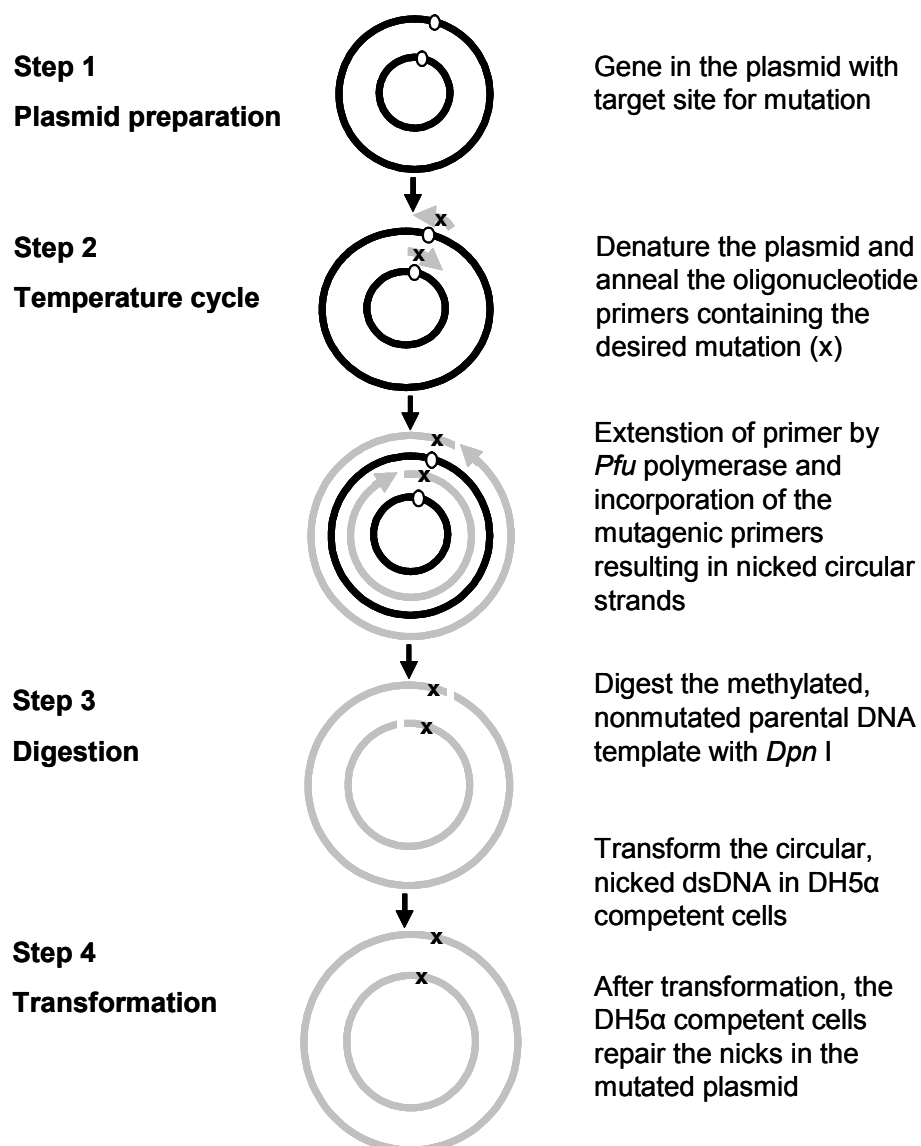 Step 1
Plasmid preparation
Gene in the plasmid with
target site for mutation
x
x
Step 2
Temperature cycle
Denature the plasmid and
anneal the oligonucleotide
primers containing the
desired mutation (x)
x
x
Extenstion of primer by
Pfu polymerase and
incorporation of the
mutagenic primers
resulting in nicked circular
strands
x
x
Step 3
Digestion
Digest the methylated,
nonmutated parental DNA
template with Dpn I
Transform the circular,
nicked dsDNA in DH5α
competent cells
x
x
Step 4
Transformation
After transformation, the
DH5α competent cells
repair the nicks in the
mutated plasmid